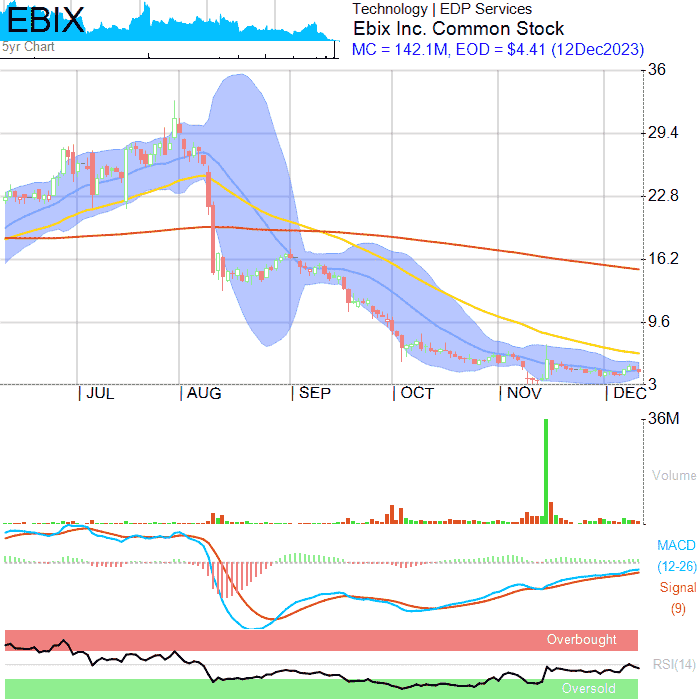 EBIX
5yr Chart
Technology | EDP Services
Ebix Inc. Common Stock
MC = 142.1M, EOD = $4.41 (12Dec2023)
36
29.4
22.8
16.2
9.6
3
| JUL | AUG | SEP | OCT | NOV | DEC
36M
Volume
MACD
(12-26)
Signal
(9)
Overbought
RSI(14)
Oversold